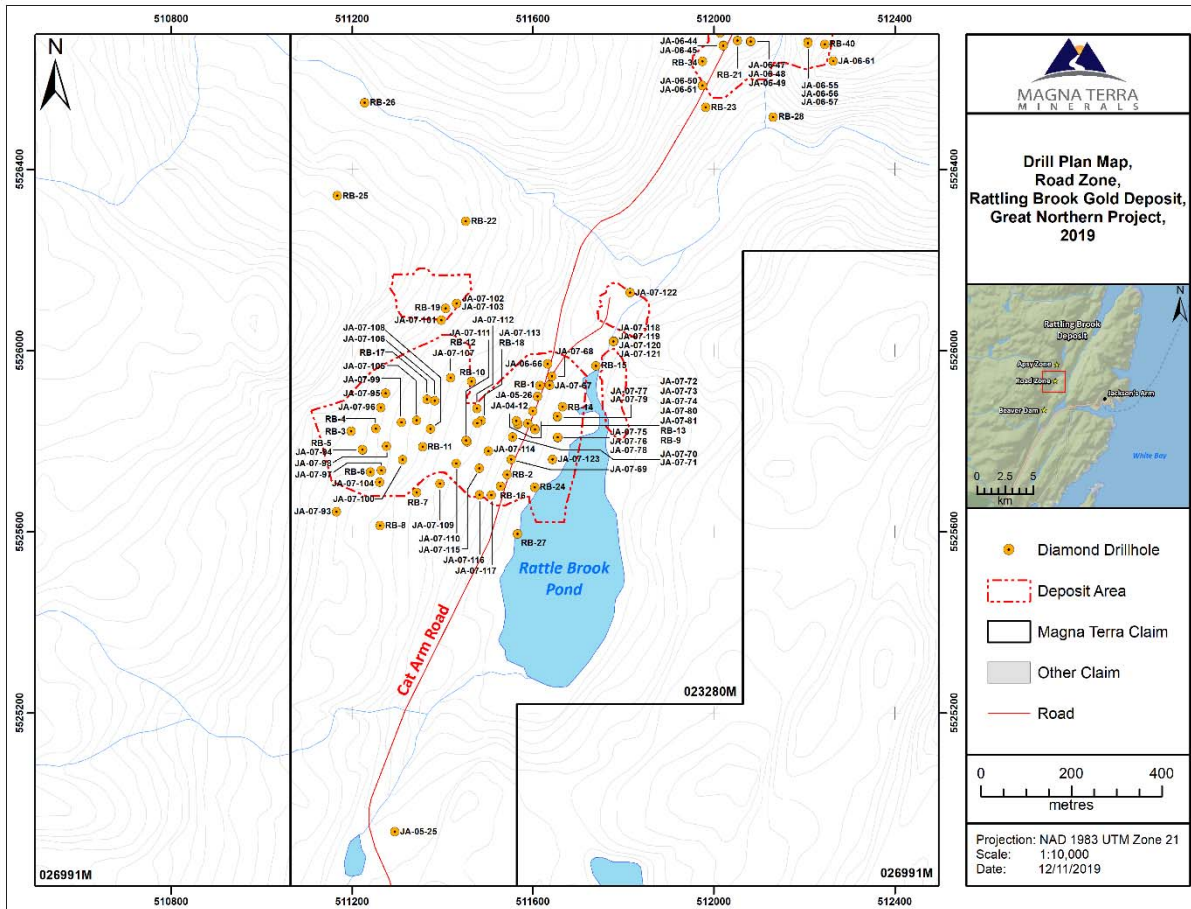 510800
511200
511600
512000
512400
JA-06-44
JA-06-45
RB-34
JA-06-50
JA-06-51
RB-21
JA-06-47
JA-06-48
JA-06-49
JA-06-55
JA-06-56
JA-06-57
RB-40
JA-06-61
RB-23
RB-28
N
RB-26
5526400
5526400
RB-25
RB-22
JA-07-102
JA-07-103
RB-19
JA-07-101
JA-07-122
JA-07-118
JA-07-119
JA-07-120
JA-07-121
5526000
5526000
JA-07-108
JA-07-106
RB-17
JA-07-105
JA-07-99
JA-07-95
JA-07-96
RB-4
RB-3
RB-5
JA-07-94
JA-07-98
JA-07-97
RB-6
JA-07-104
JA-07-100
JA-07-93
JA-07-112
JA-07-111
JA-07-113
RB-12
RB-18
JA-07-107
RB-10
JA-07-68
JA-06-66
RB-15
RB-1
JA-07-67
JA-05-26
JA-04-12
RB-14
JA-07-77
JA-07-79
JA-07-72
JA-07-73
JA-07-74
JA-07-80
JA-07-81
RB-13
RB-9
JA-07-75
JA-07-76
JA-07-78
JA-07-70
JA-07-71
JA-07-69
RB-11
JA-07-114
JA-07-123
RB-2
RB-24
RB-16
RB-7
RB-8
JA-07-109
JA-07-110
JA-07-115
JA-07-116
JA-07-117
RB-27
5525600
5525600
Rattle Brook
Pond
Cat Arm Road
023280M
5525200
5525200
JA-05-25
026991M
026991M
510800
511200
511600
512000
512400
MAGNA TERRA
MINERALS
Drill Plan Map,
Road Zone,
Rattling Brook Gold Deposit,
Great Northern Project,
2019
N
Rattling Brook
Deposit
Apsy Zone
Road Zone
Jackson's Arm
Beaver Dam
White Bay
0 2.5 5
km
Diamond Drillhole
Deposit Area
Magna Terra Claim
Other Claim
Road
0 200 400
metres
Projection: NAD 1983 UTM Zone 21
Scale: 1:10,000
Date: 12/11/2019